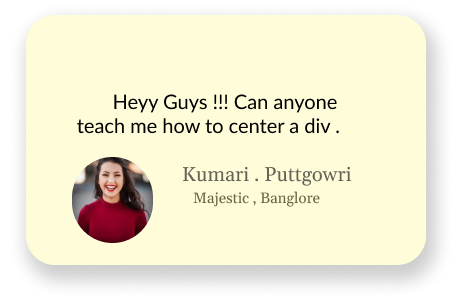 Heyy Guys !!! Can anyone
teach me how to center a div .
Kumari . Puttgowri
Majestic , Banglore